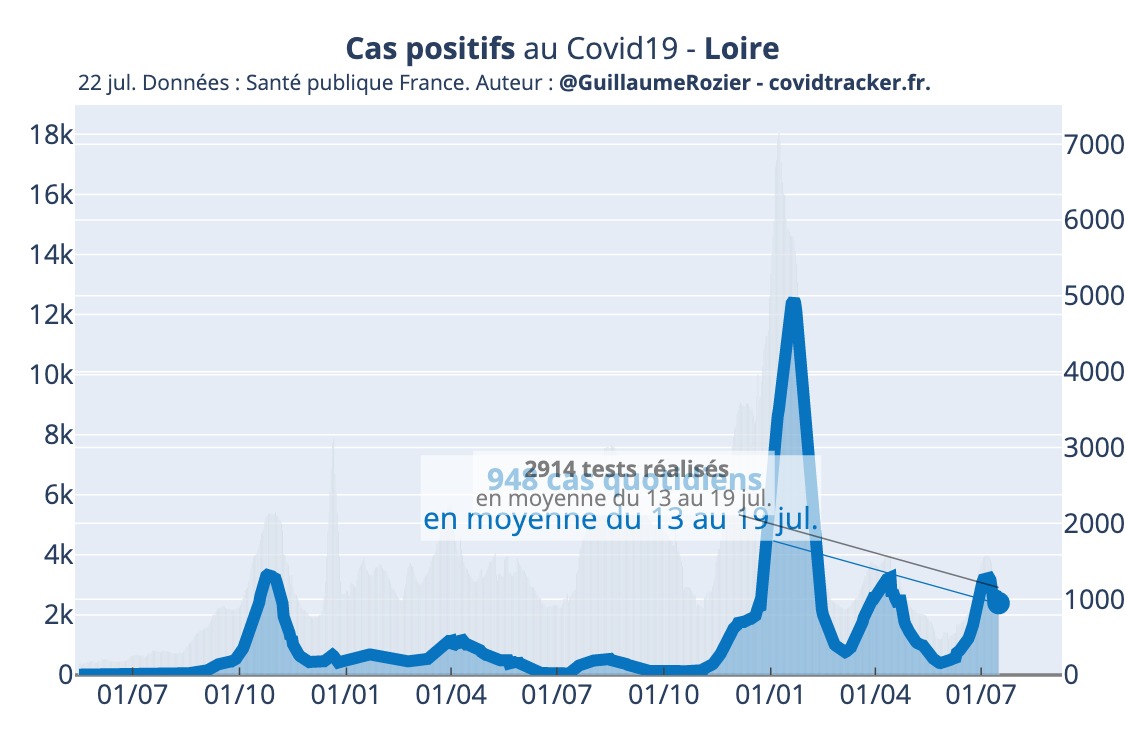 Cas positifs au Covid19 - Loire
22 jul. Données : Santé publique France. Auteur : @GuillaumeRozier - covidtracker.fr.
18k
16k
14k
12k
10k
8k
6k
4k
2k
0
7000
6000
5000
4000
3000
2000
1000
0
2914 tests réalisés
en moyenne du 13 au 19 jul.
948 cas quotidiens
en moyenne du 13 au 19 jul.
01/07
01/10
01/01
01/04
01/07
01/10
01/01
01/04
01/07